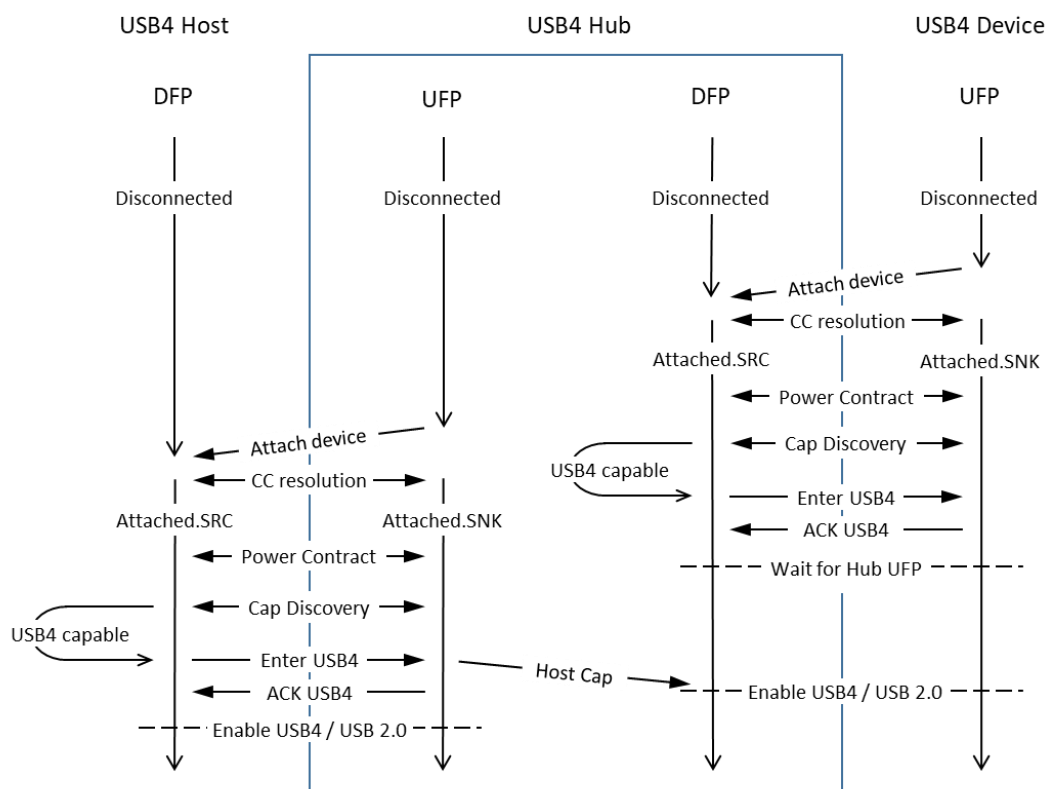 USB4 Host
USB4 Hub
USB4 Device
DFP
UFP
DFP
UFP
Disconnected
Disconnected
Disconnected
Disconnected
Attach device
CC resolution
Attached.SRC
Attached.SNK
Power Contract
Cap Discovery
USB4 capable
Enter USB4
ACK USB4
Wait for Hub UFP
Attach device
CC resolution
Attached.SRC
Attached.SNK
Power Contract
Cap Discovery
USB4 capable
Enter USB4
ACK USB4
Enable USB4 / USB 2.0
Host Cap
Enable USB4 / USB 2.0